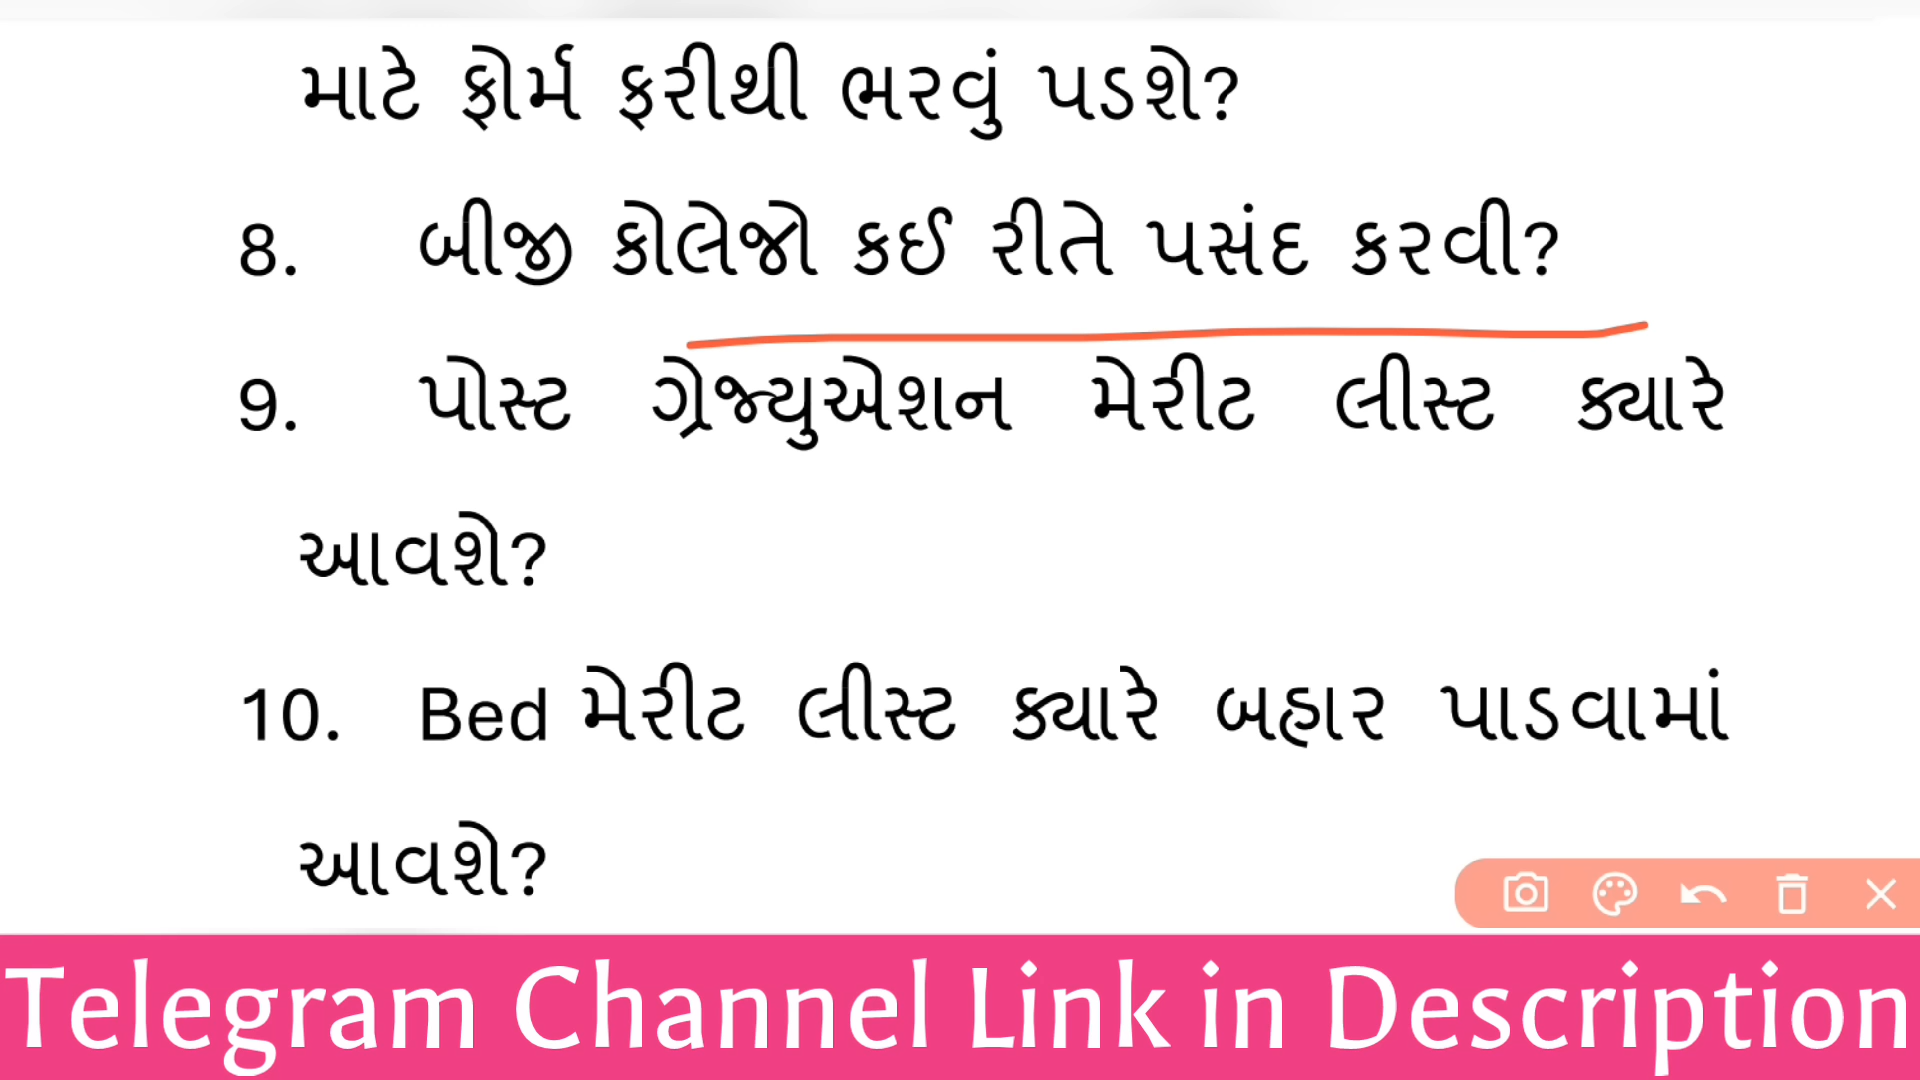 માટે ફોર્મ ફરીથી ભરવું પડશે?
8. બીજી કોલેજો કઈ રીતે પસંદ કરવી?
9. પોસ્ટ ગ્રેજ્યુએશન મેરીટ લીસ્ટ ક્યારે
આવશે?
10. Bed મેરીટ લીસ્ટ ક્યારે બહાર પાડવામાં
આવશે?
Telegram Channel Link in Description